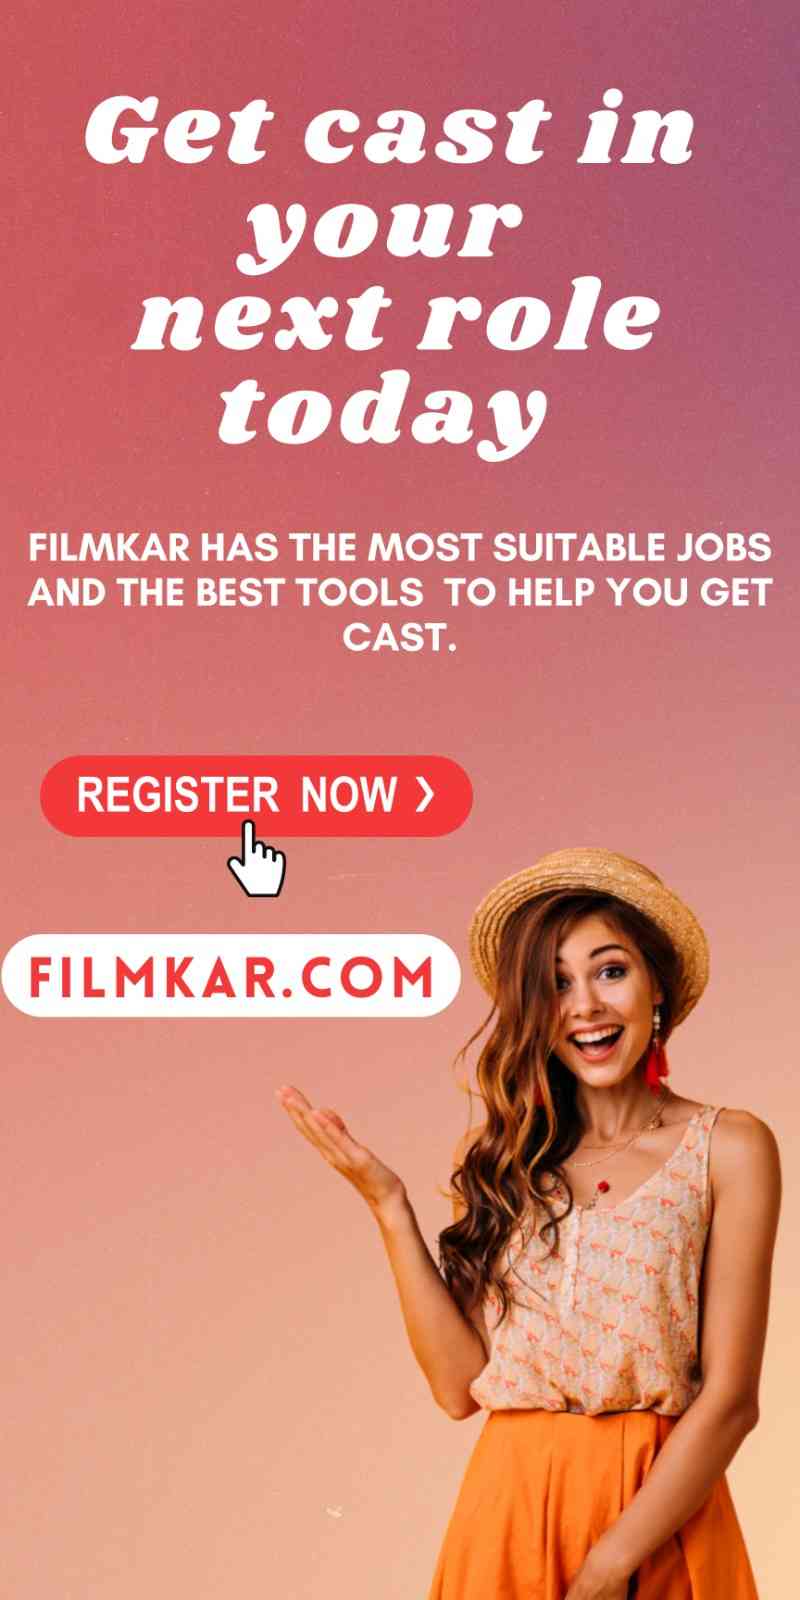 Get cast in
your
next role
today
FILMKAR HAS THE MOST SUITABLE JOBS
AND THE BEST TOOLS TO HELP YOU GET
CAST.
REGISTER NOW ❯
FILMKAR.COM